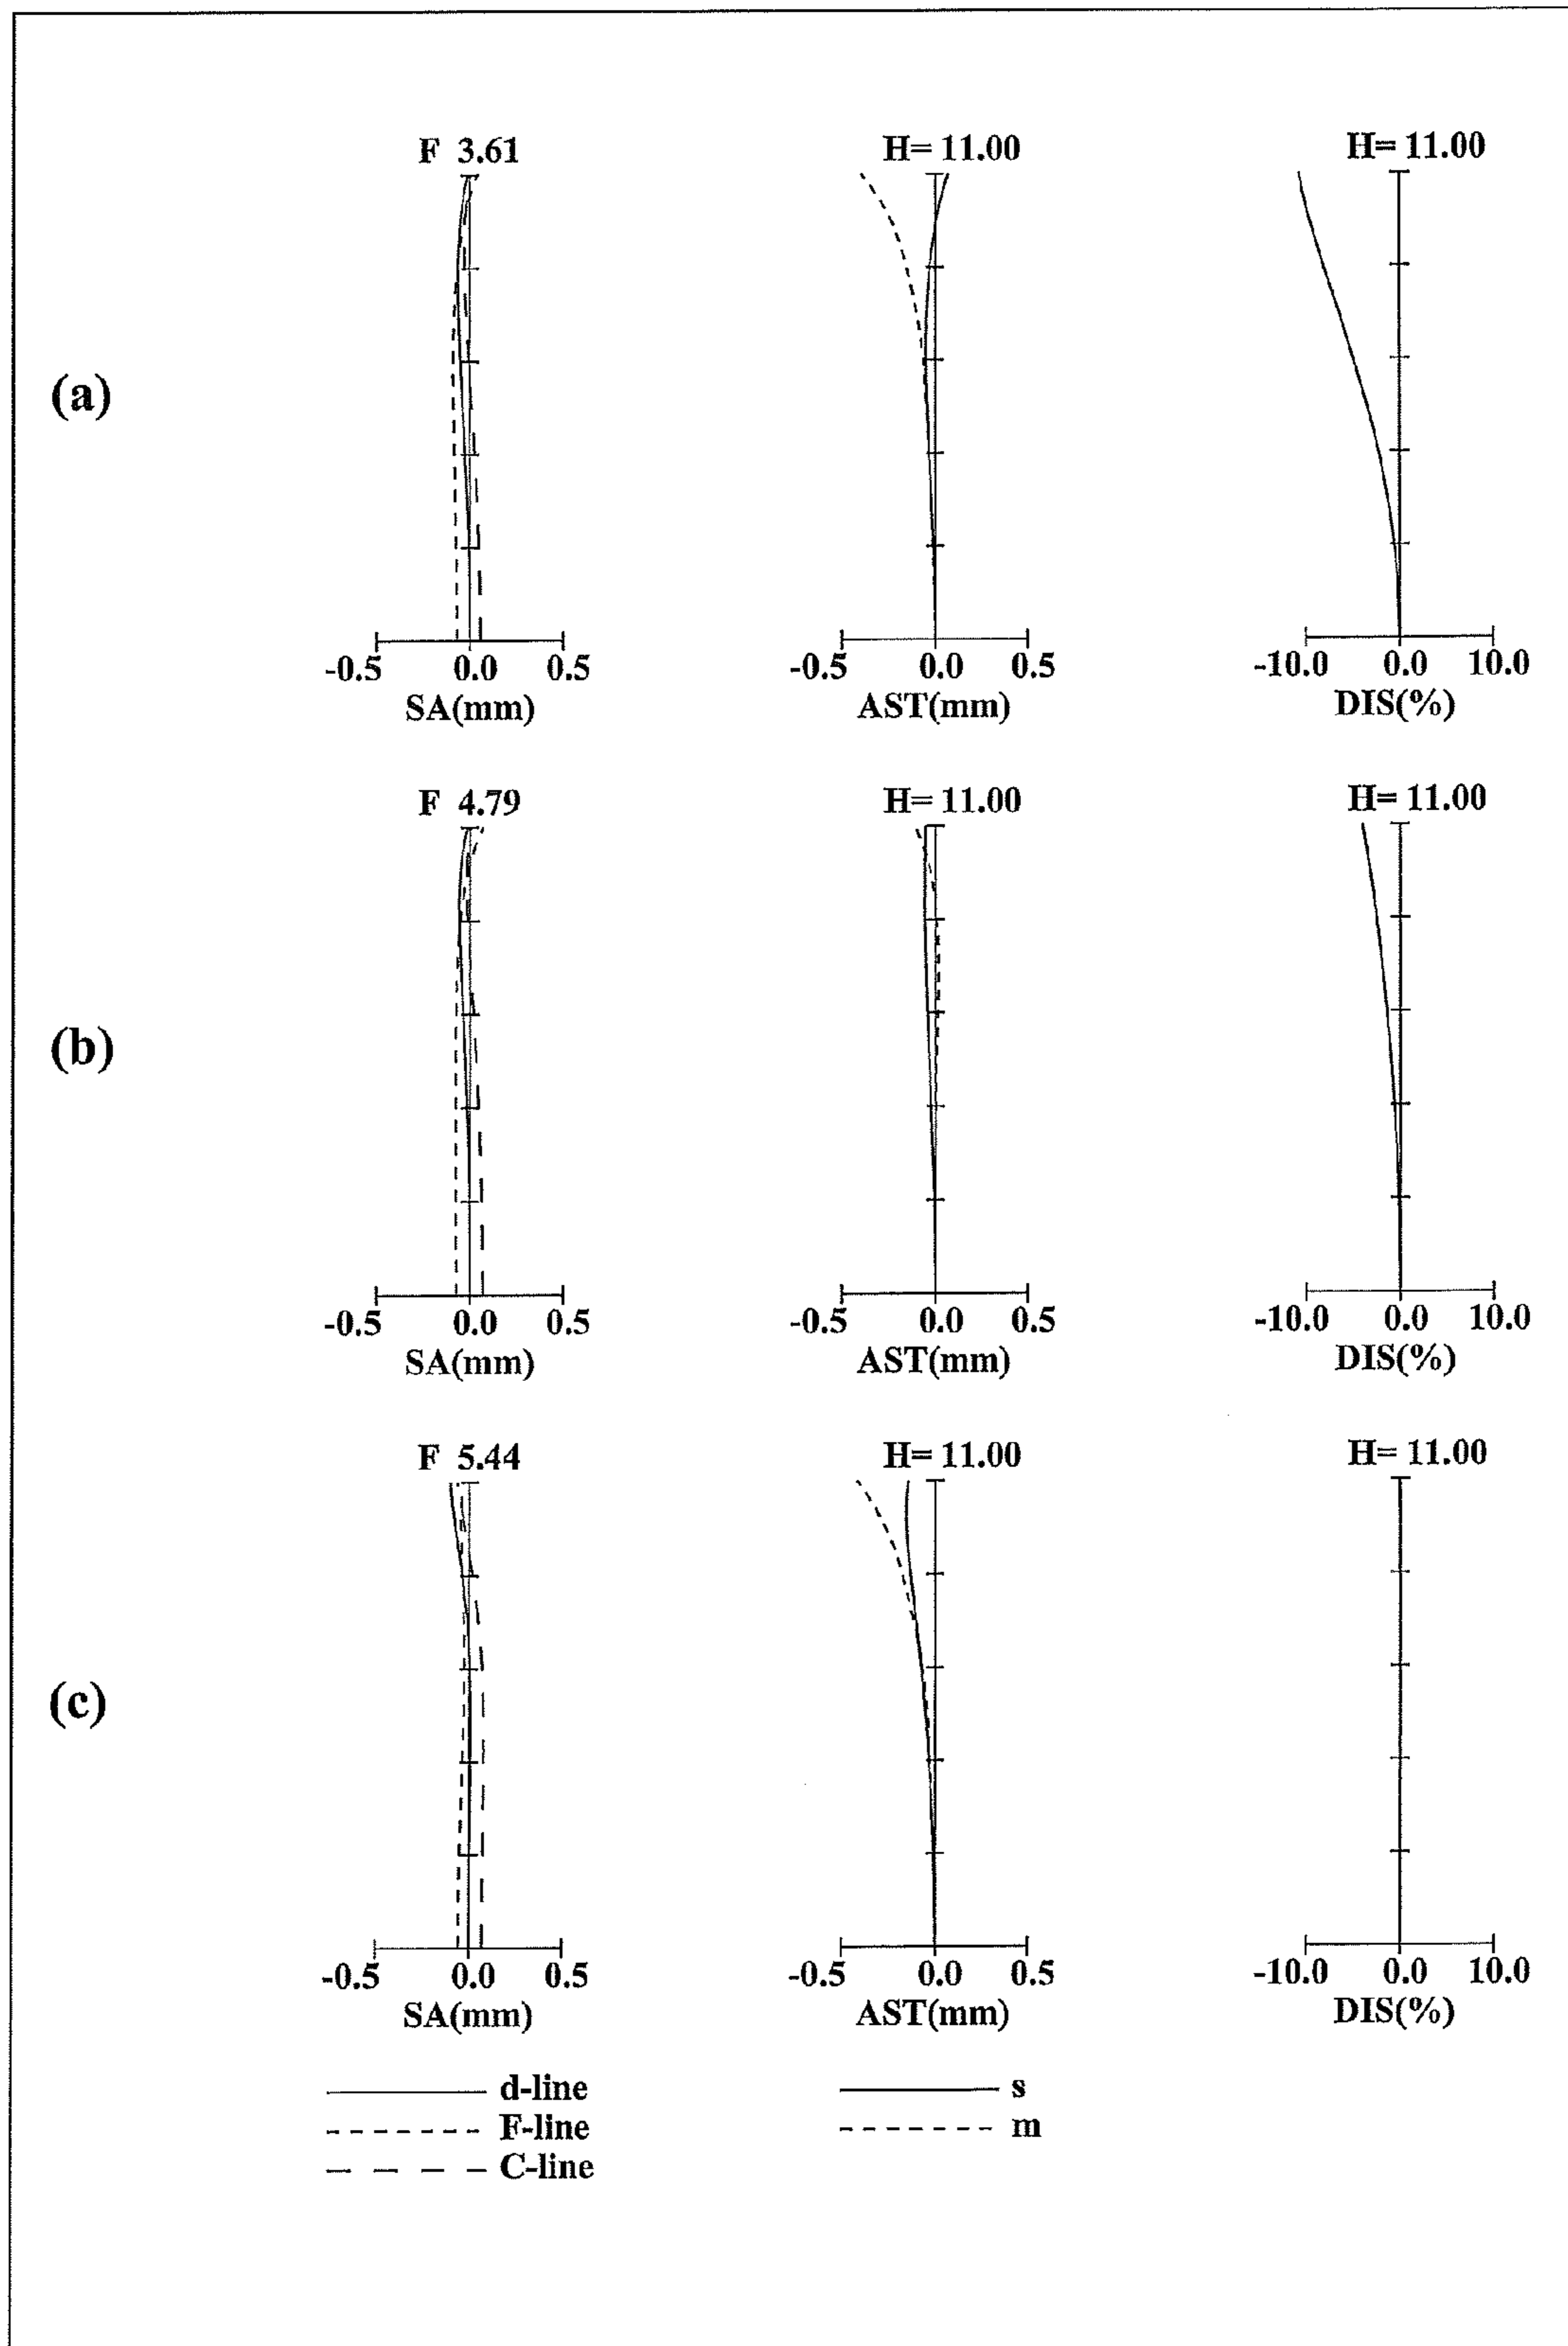 F 3.61 H= 11.00 H= 11.00
(a)
-0.5 0.0 0.5 -0.5 0.0 0.5 -10.0 0.0 10.0
SA(mm) AST(mm) DIS(%)
F 4.79 H= 11.00 H= 11.00
(b)
-0.5 0.0 0.5 -0.5 0.0 0.5 -10.0 0.0 10.0
SA(mm) AST(mm) DIS(%)
F 5.44 H= 11.00 H= 11.00
(c)
-0.5 0.0 0.5 -0.5 0.0 0.5 -10.0 0.0 10.0
SA(mm) AST(mm) DIS(%)
d-line s
F-line m
C-line